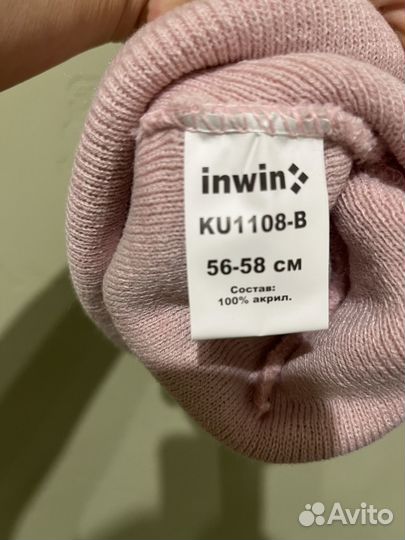 inwin
KU1108-B
56-58 см
Состав:
100% акрил.
Avito